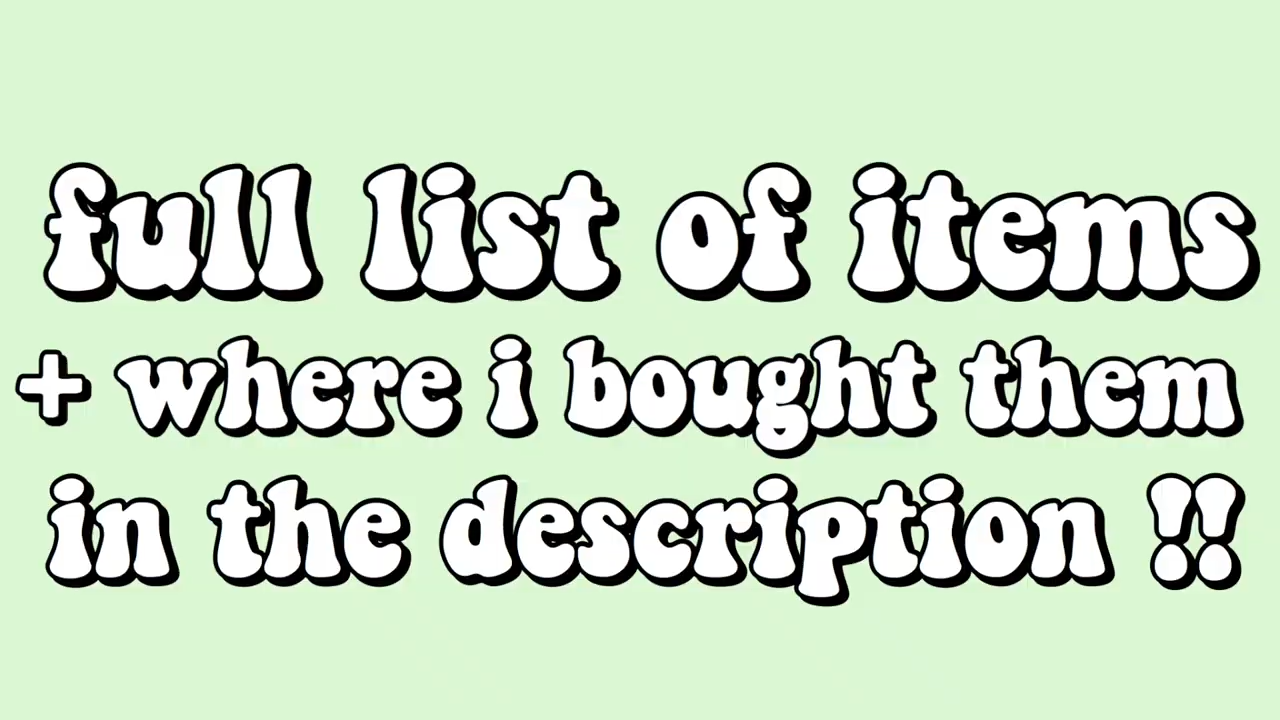 full list of items
+ where i bought them
in the description !!